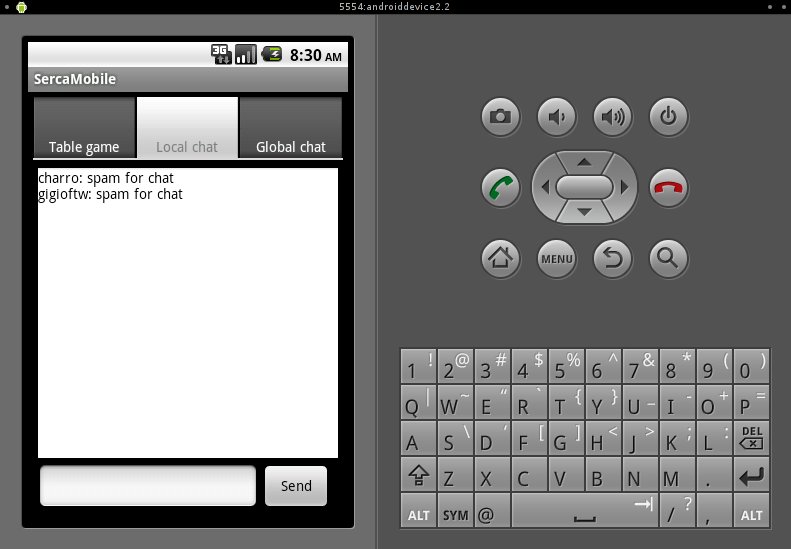 5554:androiddevice2.2
3G 8:30 AM
SercaMobile
Table game Local chat Global chat
charro: spam for chat
gigioftw: spam for chat
Send
MENU
1 ! 2 @ 3 # 4 $ 5 % 6 ^ 7 & 8 * 9 ( 0 )
Q | W ~ E “ R ` T { Y } U _ I - O + P =
A S \ D ‘ F [ G ] H < J > K ; L : DEL
Z X C V B N M .
ALT SYM @ / ? , ALT